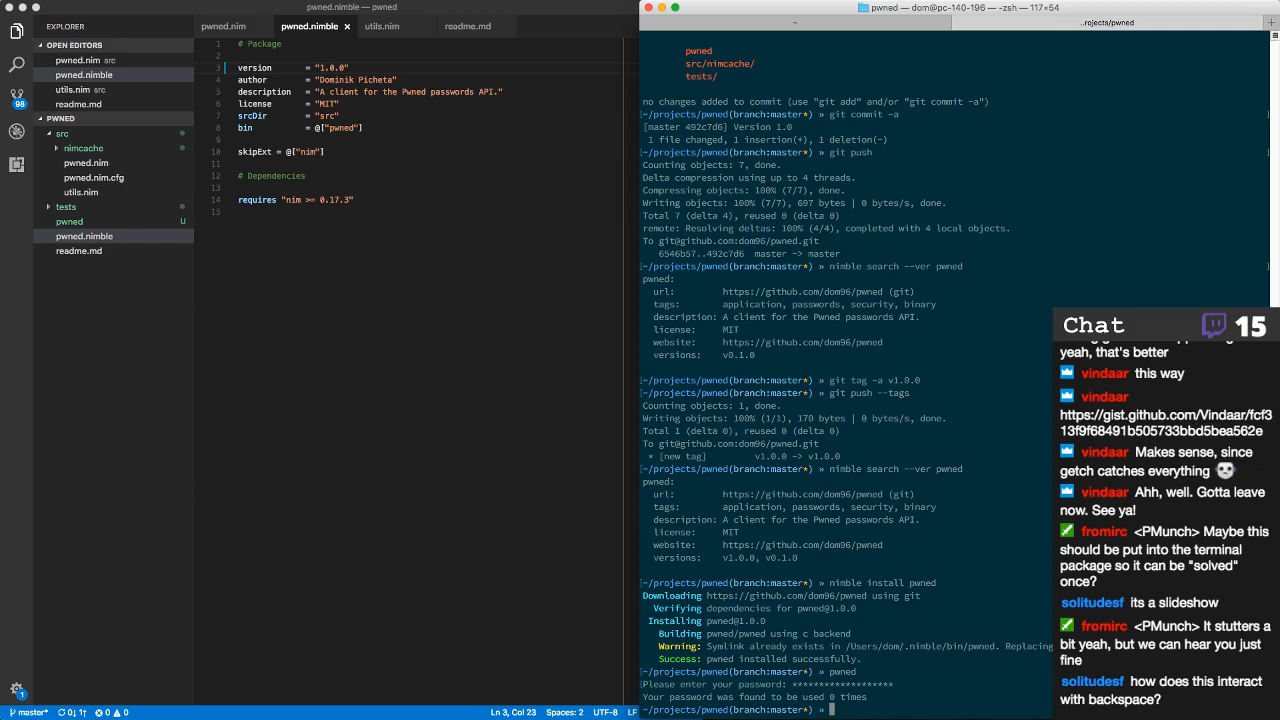 pwned.nimble — pwned
EXPLORER
pwned.nim
pwned.nimble
utils.nim
readme.md
OPEN EDITORS
pwned.nim src
pwned.nimble
utils.nim src
readme.md
PWNED
src
nimcache
pwned.nim
pwned.nim.cfg
utils.nim
tests
pwned U
pwned.nimble
readme.md
98
1
1 # Package
2
3 version = "1.0.0"
4 author = "Dominik Picheta"
5 description = "A client for the Pwned passwords API."
6 license = "MIT"
7 srcDir = "src"
8 bin = @["pwned"]
9
10 skipExt = @["nim"]
11
12 # Dependencies
13
14 requires "nim >= 0.17.3"
15
master* 0↓ 1↑ 0 0
Ln 3, Col 23 Spaces: 2 UTF-8 LF
pwned — dom@pc-140-196 — -zsh — 117×54
~
..rojects/pwned
pwned
src/nimcache/
tests/
no changes added to commit (use "git add" and/or "git commit -a")
[~/projects/pwned(branch:master*) » git commit -a
[master 492c7d6] Version 1.0
1 file changed, 1 insertion(+), 1 deletion(-)
[~/projects/pwned(branch:master*) » git push
Counting objects: 7, done.
Delta compression using up to 4 threads.
Compressing objects: 100% (7/7), done.
Writing objects: 100% (7/7), 697 bytes | 0 bytes/s, done.
Total 7 (delta 4), reused 0 (delta 0)
remote: Resolving deltas: 100% (4/4), completed with 4 local objects.
To git@github.com:dom96/pwned.git
6546b57..492c7d6 master -> master
[~/projects/pwned(branch:master*) » nimble search --ver pwned
pwned:
url: https://github.com/dom96/pwned (git)
tags: application, passwords, security, binary
description: A client for the Pwned passwords API.
license: MIT
website: https://github.com/dom96/pwned
versions: v0.1.0
[~/projects/pwned(branch:master*) » git tag -a v1.0.0
[~/projects/pwned(branch:master*) » git push --tags
Counting objects: 1, done.
Writing objects: 100% (1/1), 170 bytes | 0 bytes/s, done.
Total 1 (delta 0), reused 0 (delta 0)
To git@github.com:dom96/pwned.git
* [new tag] v1.0.0 -> v1.0.0
[~/projects/pwned(branch:master*) » nimble search --ver pwned
pwned:
url: https://github.com/dom96/pwned (git)
tags: application, passwords, security, binary
description: A client for the Pwned passwords API.
license: MIT
website: https://github.com/dom96/pwned
versions: v1.0.0, v0.1.0
[~/projects/pwned(branch:master*) » nimble install pwned
Downloading https://github.com/dom96/pwned using git
Verifying dependencies for pwned@1.0.0
Installing pwned@1.0.0
Building pwned/pwned using c backend
Warning: Symlink already exists in /Users/dom/.nimble/bin/pwned. Replacing
Success: pwned installed successfully.
[~/projects/pwned(branch:master*) » pwned
Please enter your password: *******************
Your password was found to be used 0 times
~/projects/pwned(branch:master*) »
Chat 15
yeah, that's better
vindaar this way
vindaar
https://gist.github.com/Vindaar/fcf3
13f9f68491b505733bbd5bea562e
vindaar Makes sense, since
getch catches everything
vindaar Ahh, well. Gotta leave
now. See ya!
fromirc <PMunch> Maybe this
should be put into the terminal
package so it can be "solved"
once?
solitudesf its a slideshow
fromirc <PMunch> It stutters a
bit yeah, but we can hear you just
fine
solitudesf how does this interact
with backspace?